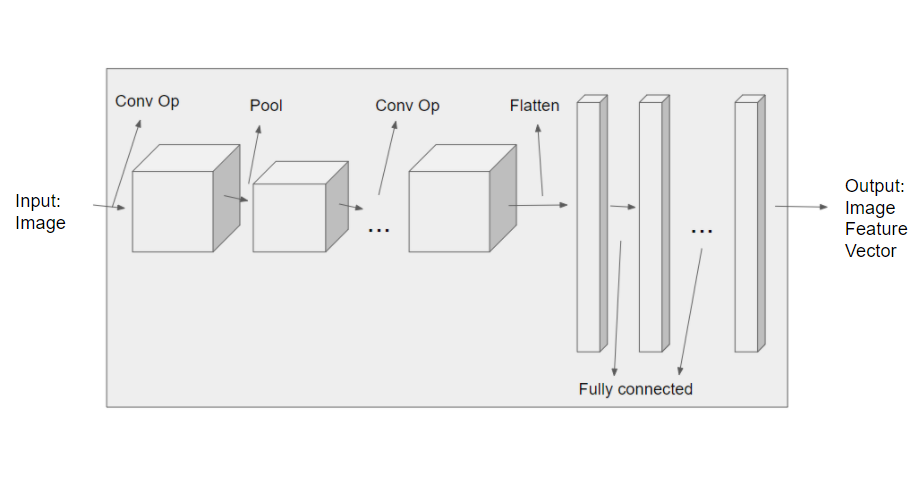 Conv Op
Pool
Conv Op
Flatten
Input:
Image
...
...
Output:
Image
Feature
Vector
Fully connected